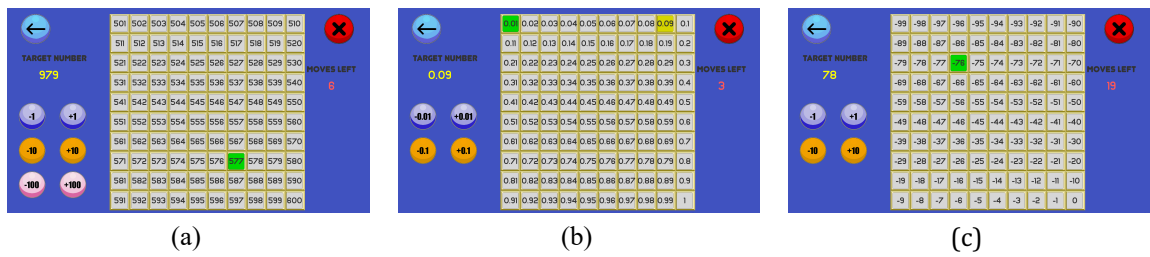 TARGET NUMBER
979
-1 +1
-10 +10
-100 +100
501 502 503 504 505 506 507 508 509 510
511 512 513 514 515 516 517 518 519 520
521 522 523 524 525 526 527 528 529 530
531 532 533 534 535 536 537 538 539 540
541 542 543 544 545 546 547 548 549 550
551 552 553 554 555 556 557 558 559 560
561 562 563 564 565 566 567 568 569 570
571 572 573 574 575 576 577 578 579 580
581 582 583 584 585 586 587 588 589 590
591 592 593 594 595 596 597 598 599 600
MOVES LEFT
6
(a)
TARGET NUMBER
0.09
-0.01 +0.01
-0.1 +0.1
0.01 0.02 0.03 0.04 0.05 0.06 0.07 0.08 0.09 0.1
0.11 0.12 0.13 0.14 0.15 0.16 0.17 0.18 0.19 0.2
0.21 0.22 0.23 0.24 0.25 0.26 0.27 0.28 0.29 0.3
0.31 0.32 0.33 0.34 0.35 0.36 0.37 0.38 0.39 0.4
0.41 0.42 0.43 0.44 0.45 0.46 0.47 0.48 0.49 0.5
0.51 0.52 0.53 0.54 0.55 0.56 0.57 0.58 0.59 0.6
0.61 0.62 0.63 0.64 0.65 0.66 0.67 0.68 0.69 0.7
0.71 0.72 0.73 0.74 0.75 0.76 0.77 0.78 0.79 0.8
0.81 0.82 0.83 0.84 0.85 0.86 0.87 0.88 0.89 0.9
0.91 0.92 0.93 0.94 0.95 0.96 0.97 0.98 0.99 1
MOVES LEFT
3
(b)
TARGET NUMBER
78
-1 +1
-10 +10
-99 -98 -97 -96 -95 -94 -93 -92 -91 -90
-89 -88 -87 -86 -85 -84 -83 -82 -81 -80
-79 -78 -77 -76 -75 -74 -73 -72 -71 -70
-69 -68 -67 -66 -65 -64 -63 -62 -61 -60
-59 -58 -57 -56 -55 -54 -53 -52 -51 -50
-49 -48 -47 -46 -45 -44 -43 -42 -41 -40
-39 -38 -37 -36 -35 -34 -33 -32 -31 -30
-29 -28 -27 -26 -25 -24 -23 -22 -21 -20
-19 -18 -17 -16 -15 -14 -13 -12 -11 -10
-9 -8 -7 -6 -5 -4 -3 -2 -1 0
MOVES LEFT
19
(c)